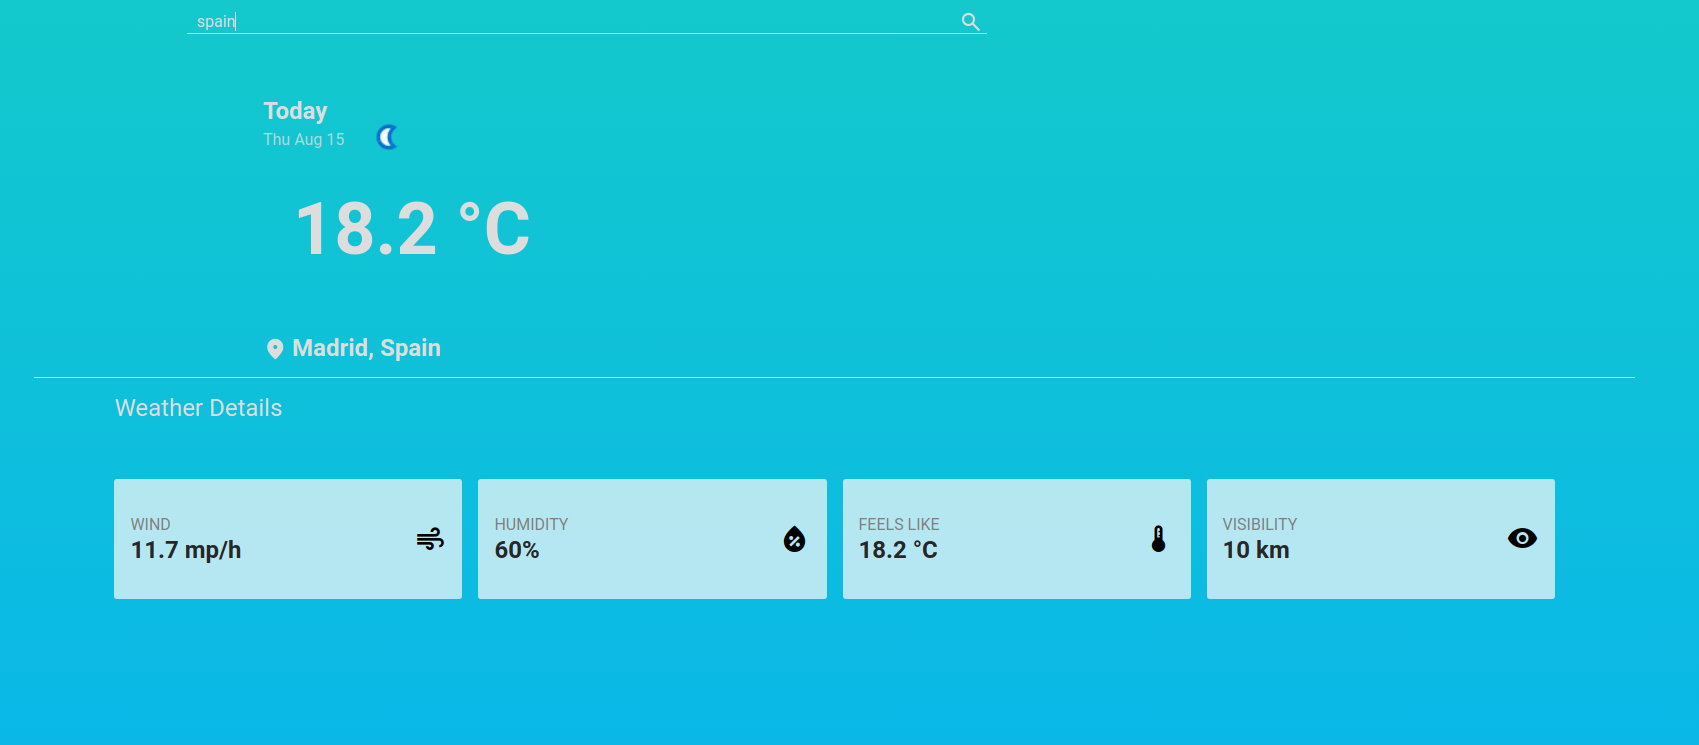 spain
Today
Thu Aug 15
18.2 °C
Madrid, Spain
Weather Details
WIND
11.7 mp/h
HUMIDITY
60%
FEELS LIKE
18.2 °C
VISIBILITY
10 km